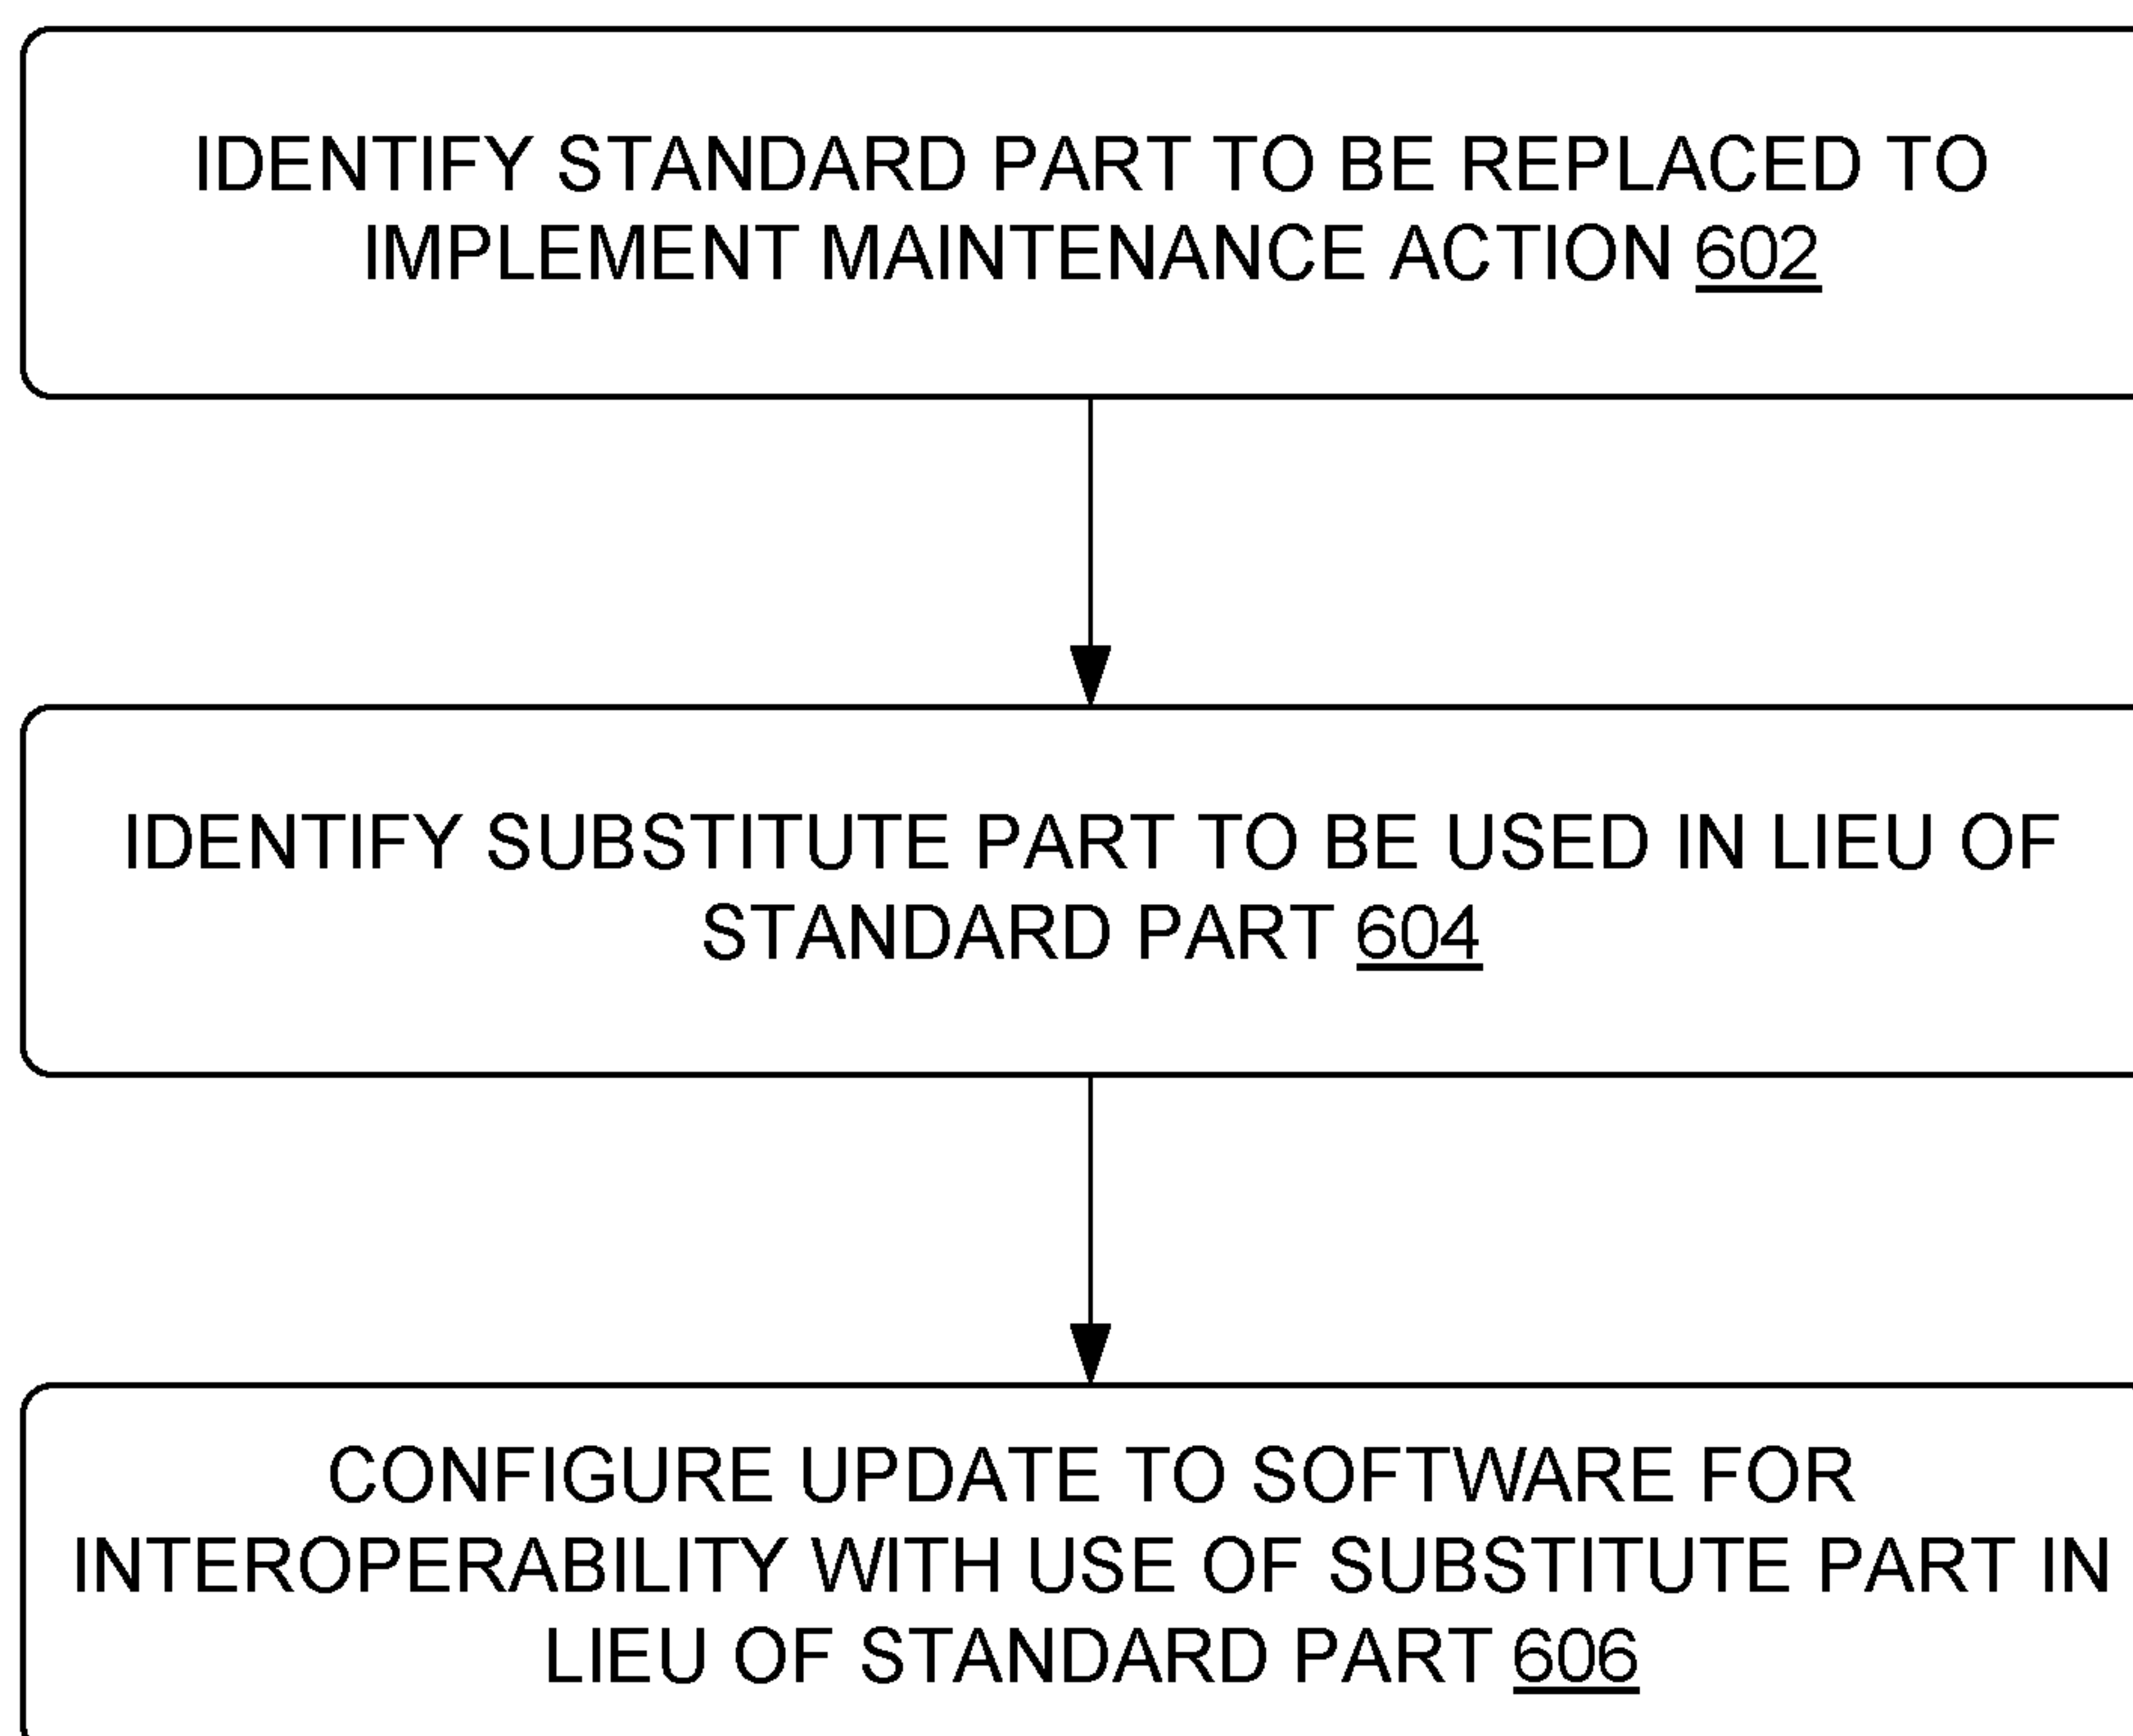 IDENTIFY STANDARD PART TO BE REPLACED TO
IMPLEMENT MAINTENANCE ACTION 602
IDENTIFY SUBSTITUTE PART TO BE USED IN LIEU OF
STANDARD PART 604
CONFIGURE UPDATE TO SOFTWARE FOR
INTEROPERABILITY WITH USE OF SUBSTITUTE PART IN
LIEU OF STANDARD PART 606